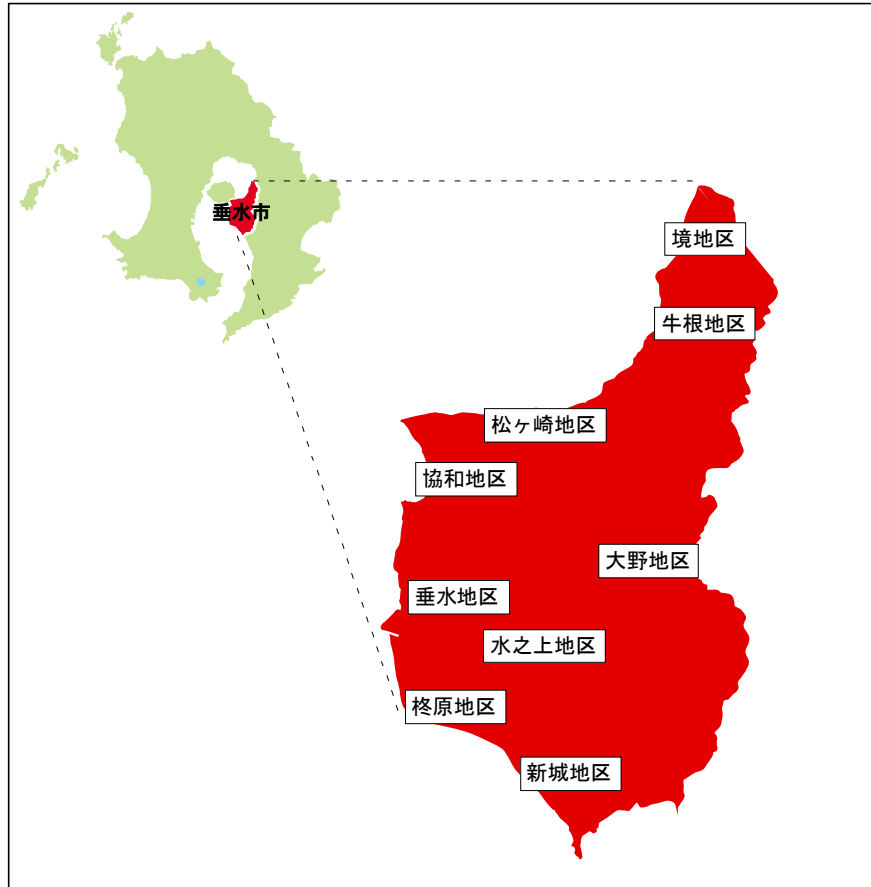 垂水市
境地区
牛根地区
松ヶ崎地区
協和地区
大野地区
垂水地区
水之上地区
柊原地区
新城地区